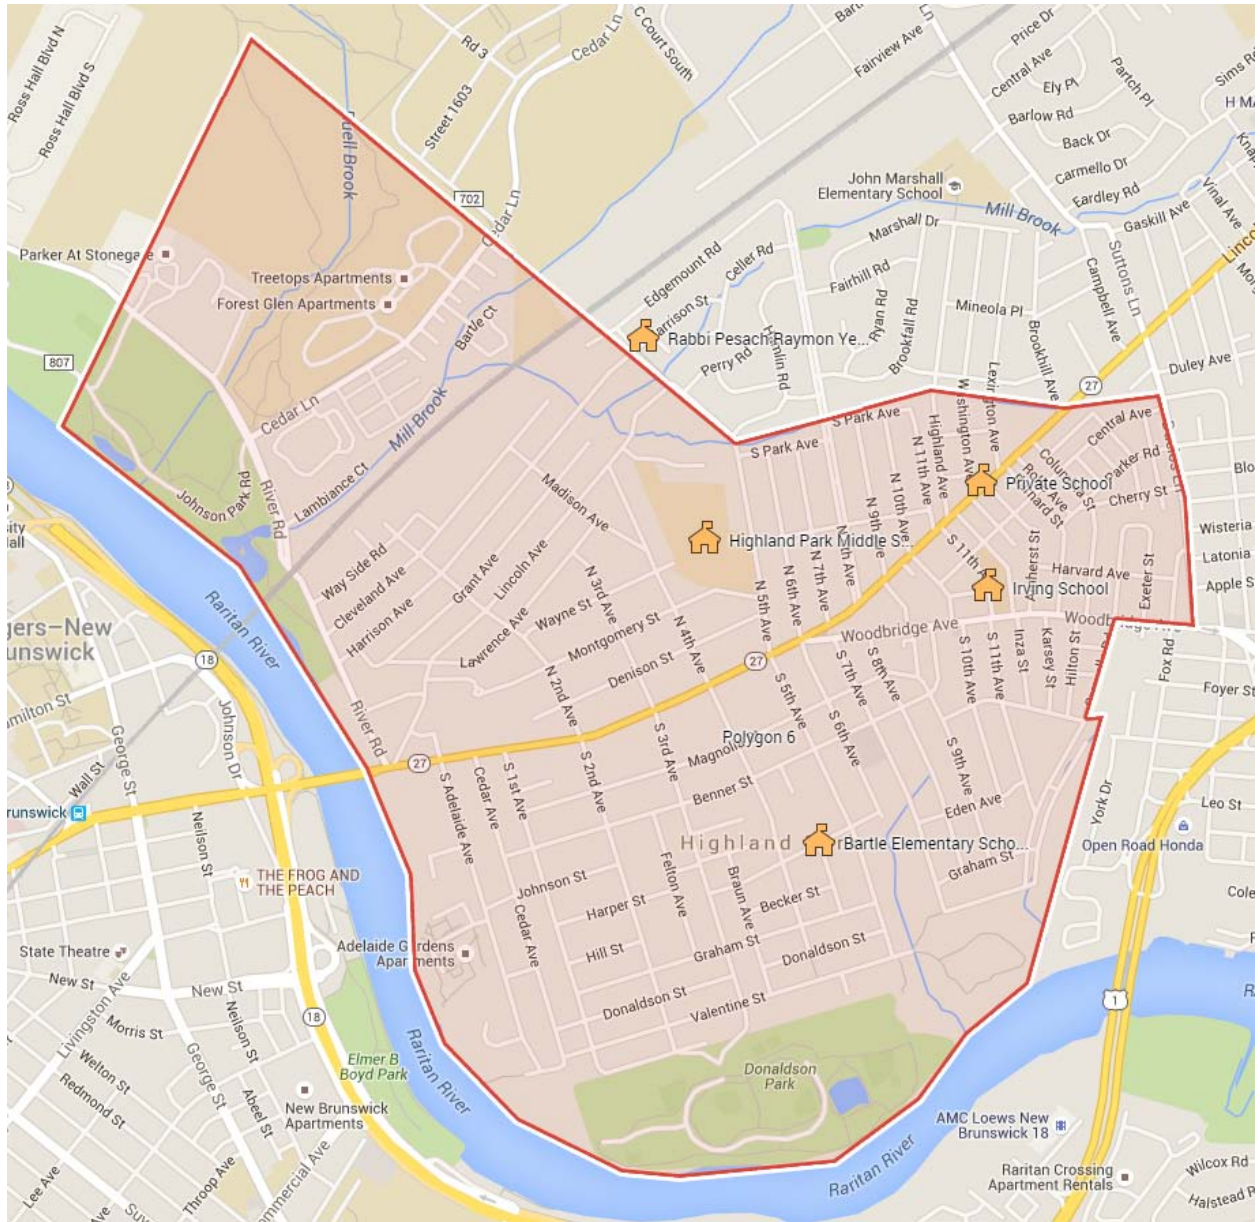 Ross Hall Blvd N
Ross Hall Blvd S
Rd 3
Cedar Ln
C Court South
Street 1603
Fairview Ave
Price Dr
Central Ave
Partch Pl
Ely Pl
Barlow Rd
Back Dr
Carmello Dr
Eardley Rd
Gaskill Ave
Vinal Ave
John Marshall
Elementary School
Mill Brook
Marshall Dr
Suttons Ln
702
Cedar Ln
Parker At Stonegate
Treetops Apartments
Forest Glen Apartments
Bartle Ct
Edgemount Rd
Celler Rd
Fairhill Rd
Ryan Rd
Brookfall Rd
Mineola Pl
Brookhill Ave
Campbell Ave
Lexington Ave
Duley Ave
27
Rabbi Pesach Raymon Ye...
Perry Rd
Hamlin Rd
807
Cedar Ln
Mill Brook
Lambiance Ct
Johnson Park Rd
River Rd
Madison Ave
S Park Ave
S Park Ave
Highland Ave
N 11th Ave
N 10th Ave
N 9th Ave
Washington Ave
Central Ave
Columbia St
Parker Rd
Cherry St
Private School
Highland Park Middle S...
Way Side Rd
Cleveland Ave
Harrison Ave
Grant Ave
Lincoln Ave
Lawrence Ave
Wayne St
Montgomery St
Denison St
N 3rd Ave
N 2nd Ave
N 4th Ave
N 5th Ave
N 6th Ave
N 7th Ave
Amherst St
Harvard Ave
Exeter St
Irving School
Wisteria
Latonia
Apple S
Woodbridge Ave
Raritan River
18
Johnson Dr
George St
Wall St
River Rd
27
27
S 5th Ave
S 6th Ave
S 7th Ave
S 8th Ave
S 9th Ave
S 10th Ave
S 11th Ave
Inza St
Karsey St
Hilton St
Fox Rd
Foyer St
Polygon 6
Magnolia
Benner St
S 3rd Ave
S 2nd Ave
S 1st Ave
Cedar Ave
S Adelaide Ave
Eden Ave
York Dr
Leo St
Open Road Honda
Neilson St
THE FROG AND
THE PEACH
Highland
Bartle Elementary Scho...
Graham St
Johnson St
Harper St
Hill St
Felton Ave
Braun Ave
Becker St
Graham St
Donaldson St
Donaldson St
Valentine St
Cedar Ave
Adelaide Gardens
Apartments
State Theatre
New St
New St
Livingston Ave
Morris St
Neilson St
18
1
Welton St
Redmond St
George St
Abeel St
Elmer B
Boyd Park
Raritan River
Donaldson
Park
New Brunswick
Apartments
Throop Ave
Lee Ave
AMC Loews New
Brunswick 18
Raritan River
Raritan Crossing
Apartment Rentals
Wilcox Rd
Halstead R